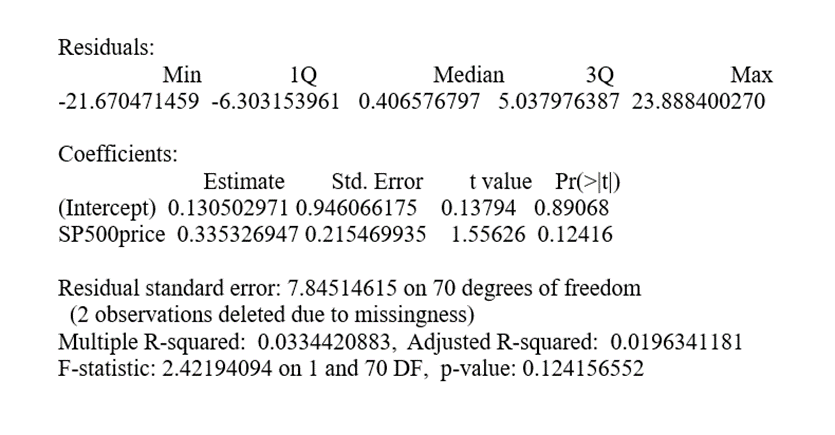 Residuals:
Min 1Q Median 3Q Max
-21.670471459 -6.303153961 0.406576797 5.037976387 23.888400270
Coefficients:
Estimate Std. Error t value Pr(>|t|)
(Intercept) 0.130502971 0.946066175 0.13794 0.89068
SP500price 0.335326947 0.215469935 1.55626 0.12416
Residual standard error: 7.84514615 on 70 degrees of freedom
(2 observations deleted due to missingness)
Multiple R-squared: 0.0334420883, Adjusted R-squared: 0.0196341181
F-statistic: 2.42194094 on 1 and 70 DF, p-value: 0.124156552